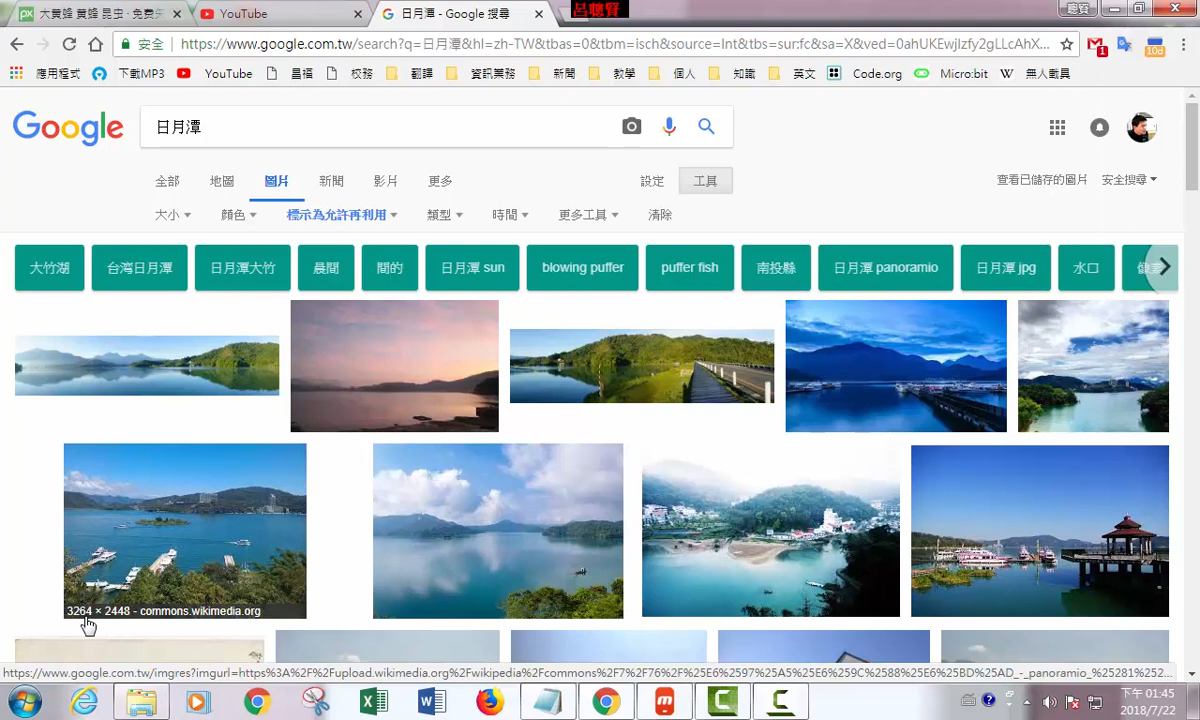 大黃蜂 黃蜂 昆虫 · 免费
YouTube
日月潭 - Google 搜尋
呂聰賢
聰賢
安全
https://www.google.com.tw/search?q=日月潭&hl=zh-TW&tbas=0&tbm=isch&source=Int&tbs=sur:fc&sa=X&ved=0ahUKEwjIzfy2gLLcAhX...
1
10d
應用程式
下載MP3
YouTube
昌福
校務
翻譯
資訊業務
新聞
教學
個人
知識
英文
Code.org
Micro:bit
無人載具
Google
日月潭
全部
地圖
圖片
新聞
影片
更多
設定
工具
查看已儲存的圖片
安全搜尋
大小
顏色
標示為允許再利用
類型
時間
更多工具
清除
大竹湖
台湾日月潭
日月潭大竹
晨間
間的
日月潭 sun
blowing puffer
puffer fish
南投縣
日月潭 panoramio
日月潭 jpg
水口
3264 × 2448 - commons.wikimedia.org
https://www.google.com.tw/imgres?imgurl=https%3A%2F%2Fupload.wikimedia.org%2Fwikipedia%2Fcommons%2F7%2F76%2F%25E6%2597%25A5%25E6%259C%2588%25E6%25BD%25AD_-_panoramio_%25281%252...
下午 01:45
2018/7/22